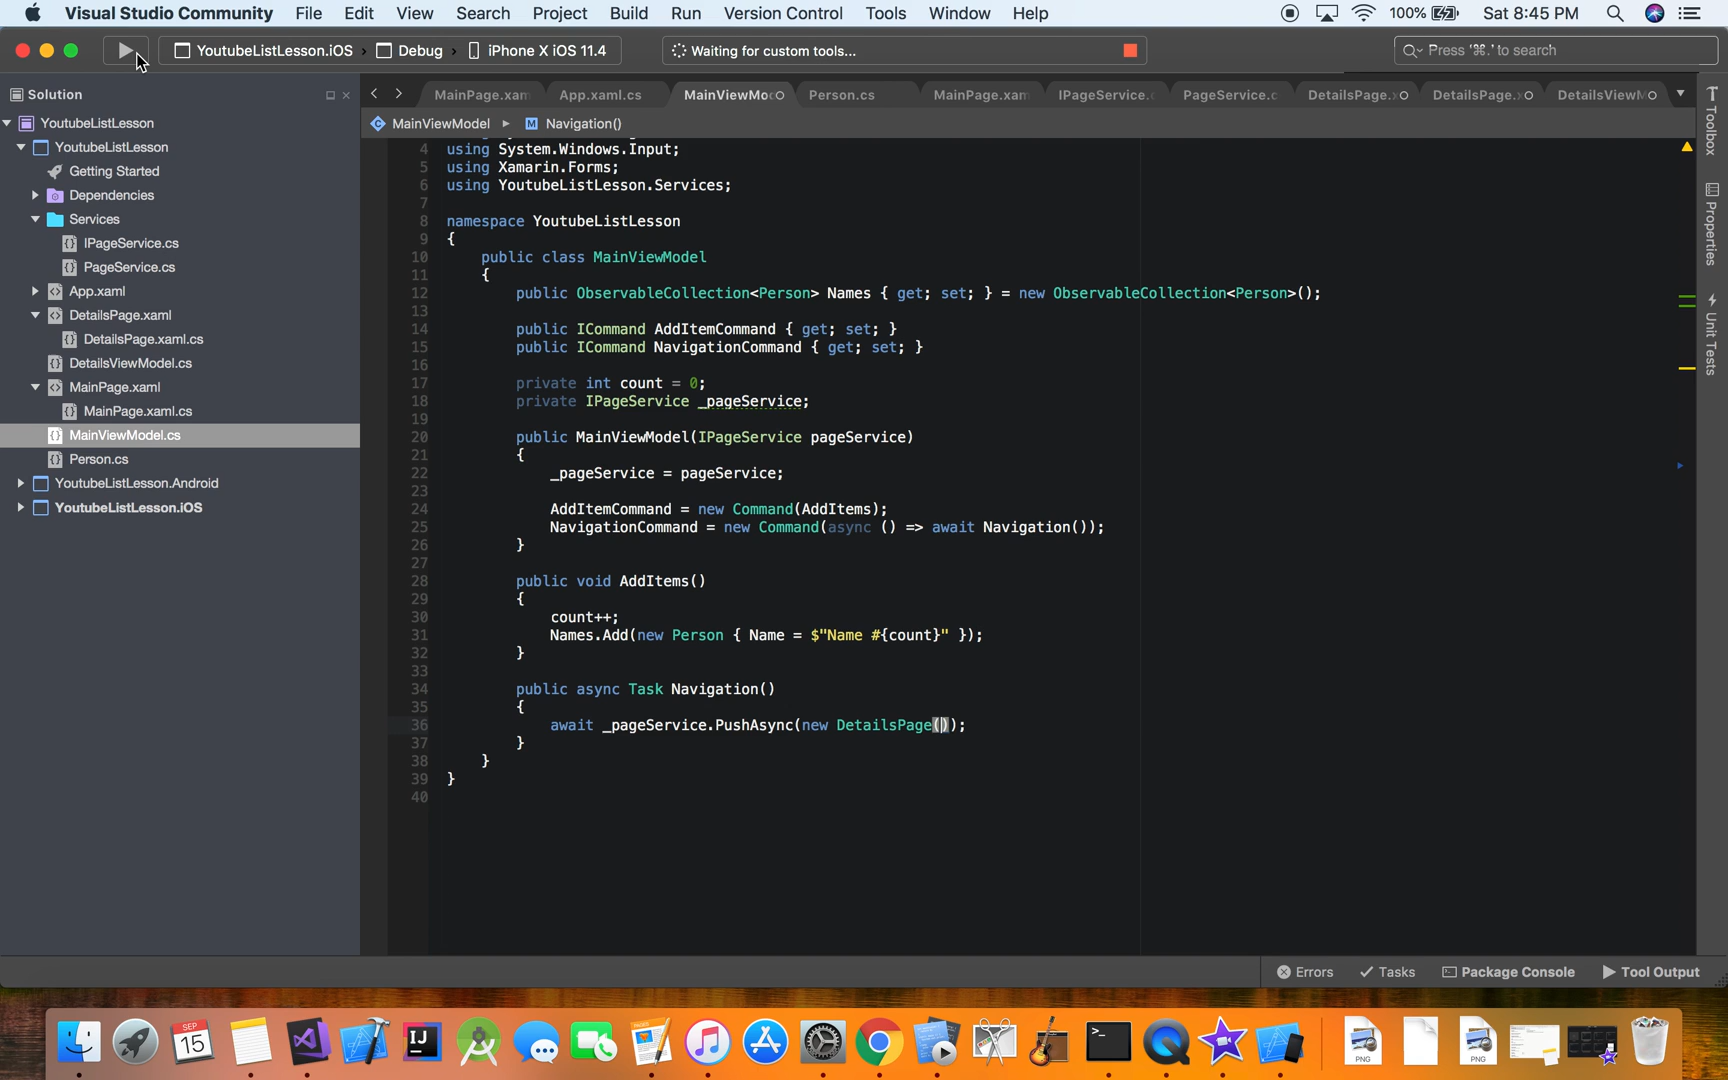 Visual Studio Community File Edit View Search Project Build Run Version Control Tools Window Help 100% Sat 8:45 PM
YoutubeListLesson.iOS Debug iPhone X iOS 11.4 Waiting for custom tools... Press '⌘.' to search
Solution
MainPage.xam App.xaml.cs MainViewMo Person.cs MainPage.xam IPageService. PageService.c DetailsPage. DetailsPage. DetailsView
MainViewModel Navigation()
YoutubeListLesson
YoutubeListLesson
Getting Started
Dependencies
Services
IPageService.cs
PageService.cs
App.xaml
DetailsPage.xaml
DetailsPage.xaml.cs
DetailsViewModel.cs
MainPage.xaml
MainPage.xaml.cs
MainViewModel.cs
Person.cs
YoutubeListLesson.Android
YoutubeListLesson.iOS
4 using System.Windows.Input;
5 using Xamarin.Forms;
6 using YoutubeListLesson.Services;
7
8 namespace YoutubeListLesson
9 {
10 public class MainViewModel
11 {
12 public ObservableCollection<Person> Names { get; set; } = new ObservableCollection<Person>();
13
14 public ICommand AddItemCommand { get; set; }
15 public ICommand NavigationCommand { get; set; }
16
17 private int count = 0;
18 private IPageService _pageService;
19
20 public MainViewModel(IPageService pageService)
21 {
22 _pageService = pageService;
23
24 AddItemCommand = new Command(AddItems);
25 NavigationCommand = new Command(async () => await Navigation());
26 }
27
28 public void AddItems()
29 {
30 count++;
31 Names.Add(new Person { Name = $"Name #{count}" });
32 }
33
34 public async Task Navigation()
35 {
36 await _pageService.PushAsync(new DetailsPage());
37 }
38 }
39 }
40
Toolbox
Properties
Unit Tests
Errors Tasks Package Console Tool Output
SEP
15
IJ
PNG
PNG